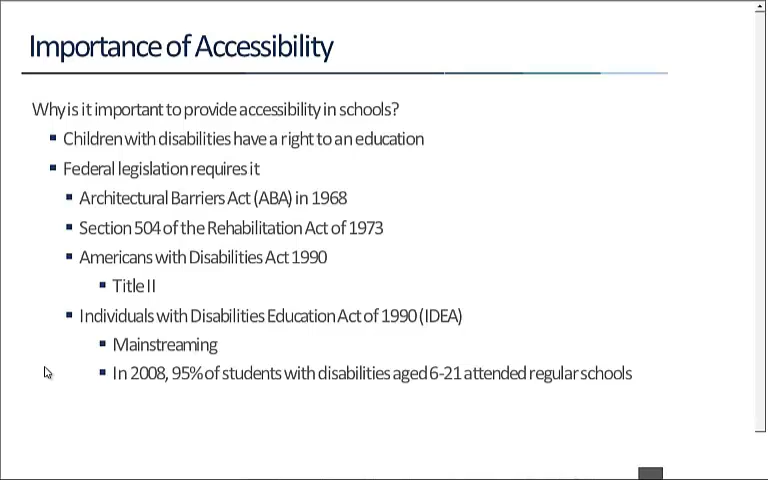 Importance of Accessibility
Why is it important to provide accessibility in schools?
Children with disabilities have a right to an education
Federal legislation requires it
Architectural Barriers Act (ABA) in 1968
Section 504 of the Rehabilitation Act of 1973
Americans with Disabilities Act 1990
Title II
Individuals with Disabilities Education Act of 1990 (IDEA)
Mainstreaming
In 2008, 95% of students with disabilities aged 6-21 attended regular schools